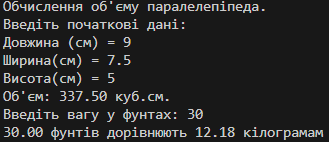 Обчислення об'єму паралелепіпеда.
Введіть початкові дані:
Довжина (см) = 9
Ширина(см) = 7.5
Висота(см) = 5
Об'єм: 337.50 куб.см.
Введіть вагу у фунтах: 30
30.00 фунтів дорівнюють 12.18 кілограмам